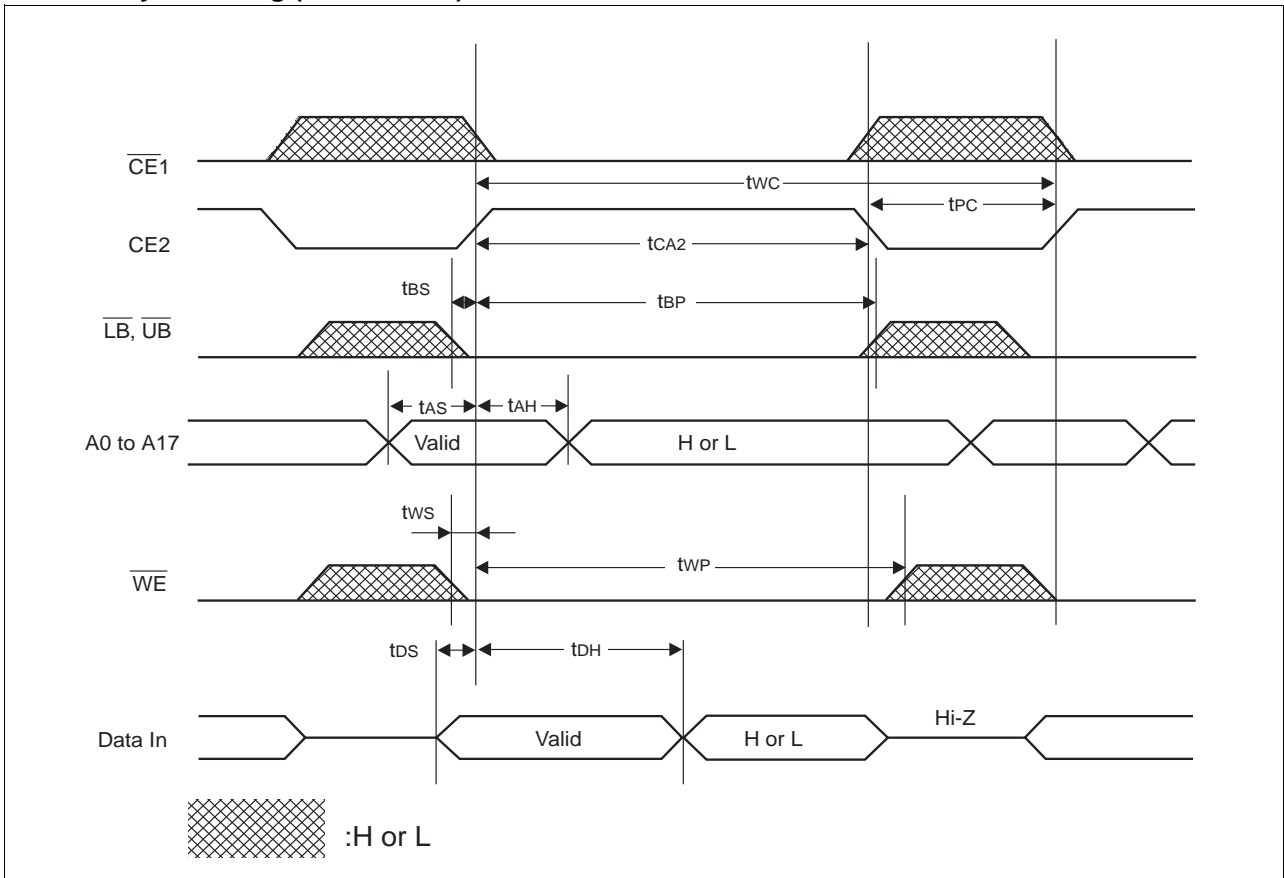 CE1
tWC
tPC
CE2
tCA2
tBS
tBP
LB, UB
tAS
tAH
A0 to A17
Valid
H or L
tWS
tWP
WE
tDS
tDH
Hi-Z
Data In
Valid
H or L
:H or L